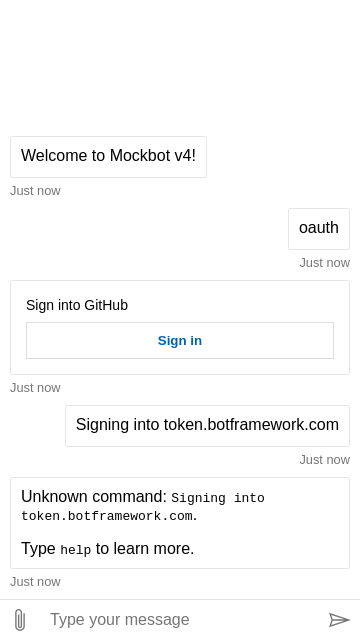 Welcome to Mockbot v4!
Just now
oauth
Just now
Sign into GitHub
Sign in
Just now
Signing into token.botframework.com
Just now
Unknown command: Signing into
token.botframework.com.
Type help to learn more.
Just now
Type your message